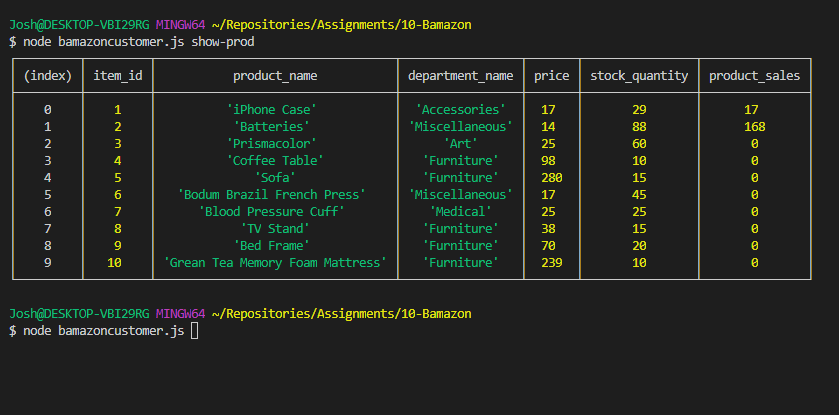 Josh@DESKTOP-VBI29RG MINGW64 ~/Repositories/Assignments/10-Bamazon
$ node bamazoncustomer.js show-prod
(index) item_id product_name department_name price stock_quantity product_sales
0 1 'iPhone Case' 'Accessories' 17 29 17
1 2 'Batteries' 'Miscellaneous' 14 88 168
2 3 'Prismacolor' 'Art' 25 60 0
3 4 'Coffee Table' 'Furniture' 98 10 0
4 5 'Sofa' 'Furniture' 280 15 0
5 6 'Bodum Brazil French Press' 'Miscellaneous' 17 45 0
6 7 'Blood Pressure Cuff' 'Medical' 25 25 0
7 8 'TV Stand' 'Furniture' 38 15 0
8 9 'Bed Frame' 'Furniture' 70 20 0
9 10 'Grean Tea Memory Foam Mattress' 'Furniture' 239 10 0
Josh@DESKTOP-VBI29RG MINGW64 ~/Repositories/Assignments/10-Bamazon
$ node bamazoncustomer.js